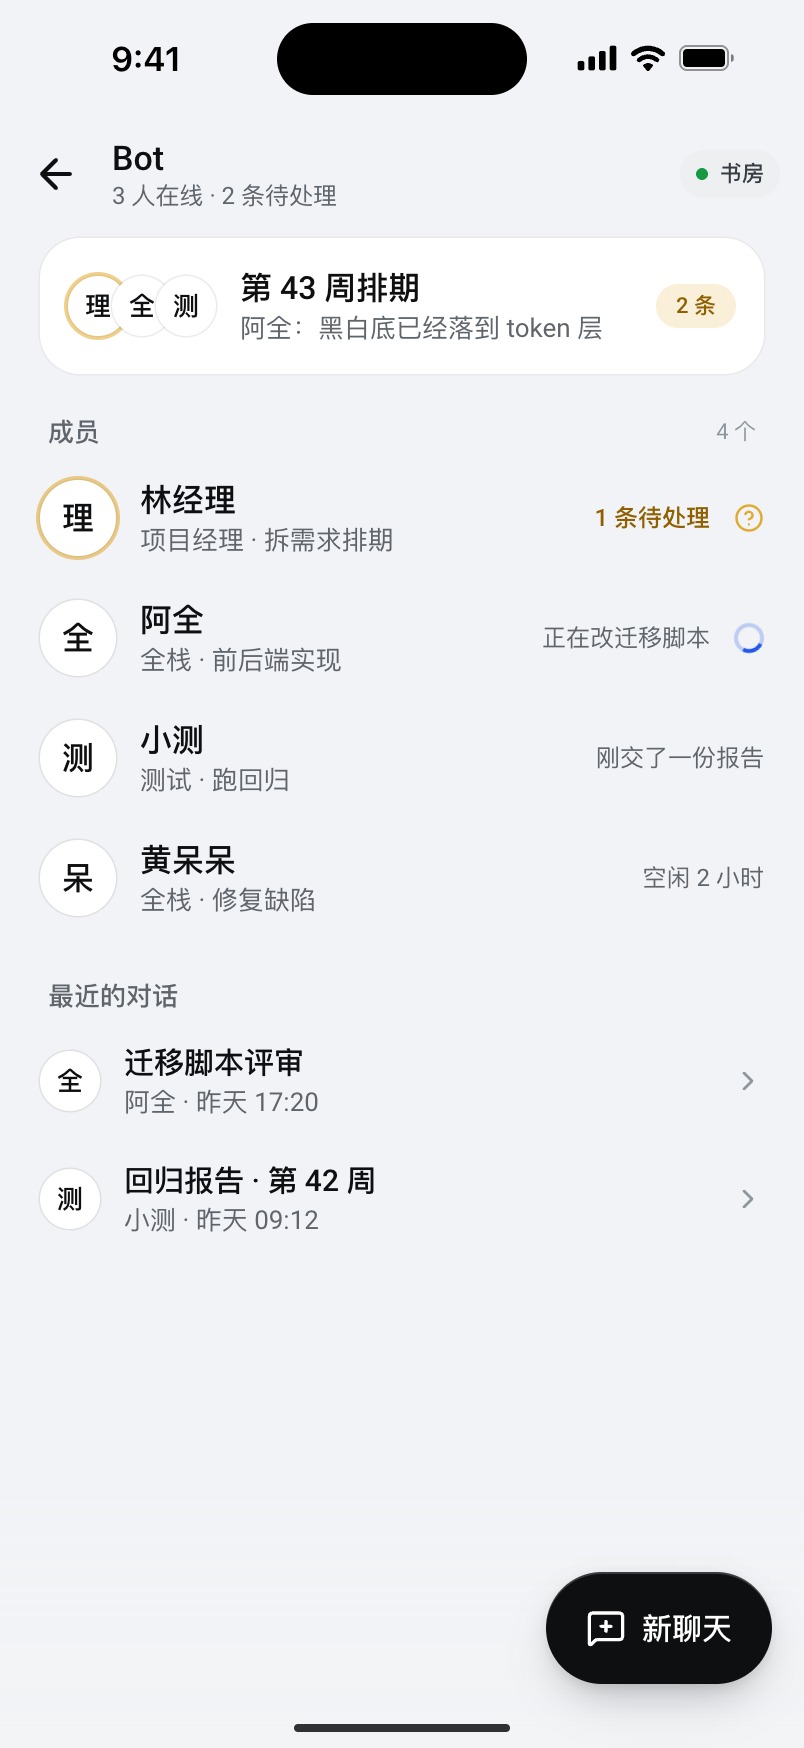 9:41
Bot
3 人在线 · 2 条待处理
书房
理 全 测
第 43 周排期
阿全：黑白底已经落到 token 层
2 条
成员
4 个
理
林经理
项目经理 · 拆需求排期
1 条待处理
全
阿全
全栈 · 前后端实现
正在改迁移脚本
测
小测
测试 · 跑回归
刚交了一份报告
呆
黄呆呆
全栈 · 修复缺陷
空闲 2 小时
最近的对话
全
迁移脚本评审
阿全 · 昨天 17:20
测
回归报告 · 第 42 周
小测 · 昨天 09:12
新聊天